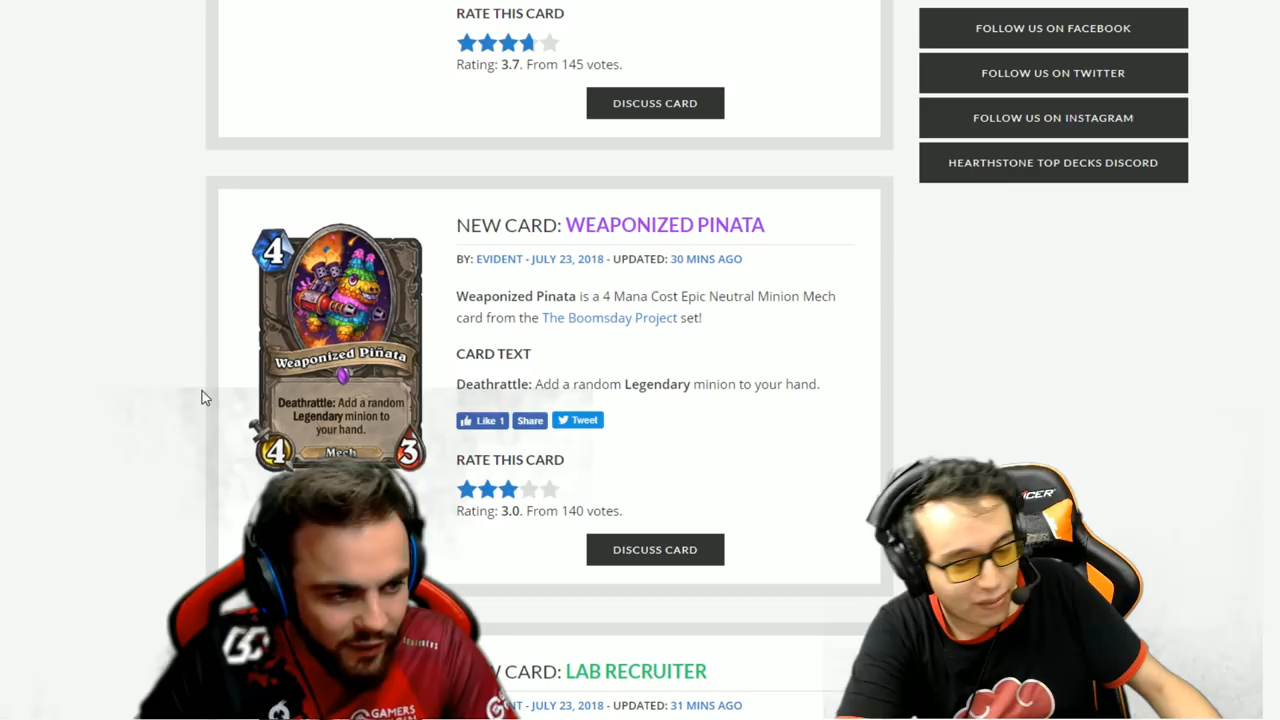 RATE THIS CARD
Rating: 3.7. From 145 votes.
DISCUSS CARD
FOLLOW US ON FACEBOOK
FOLLOW US ON TWITTER
FOLLOW US ON INSTAGRAM
HEARTHSTONE TOP DECKS DISCORD
NEW CARD: WEAPONIZED PINATA
BY: EVIDENT - JULY 23, 2018 - UPDATED: 30 MINS AGO
Weaponized Pinata is a 4 Mana Cost Epic Neutral Minion Mech
card from the The Boomsday Project set!
CARD TEXT
Deathrattle: Add a random Legendary minion to your hand.
Like 1 Share Tweet
RATE THIS CARD
Rating: 3.0. From 140 votes.
DISCUSS CARD
4
Weaponized Piñata
Deathrattle: Add a random
Legendary minion to
your hand.
4 Mech 3
CARD: LAB RECRUITER
- JULY 23, 2018 - UPDATED: 31 MINS AGO
GAMERS